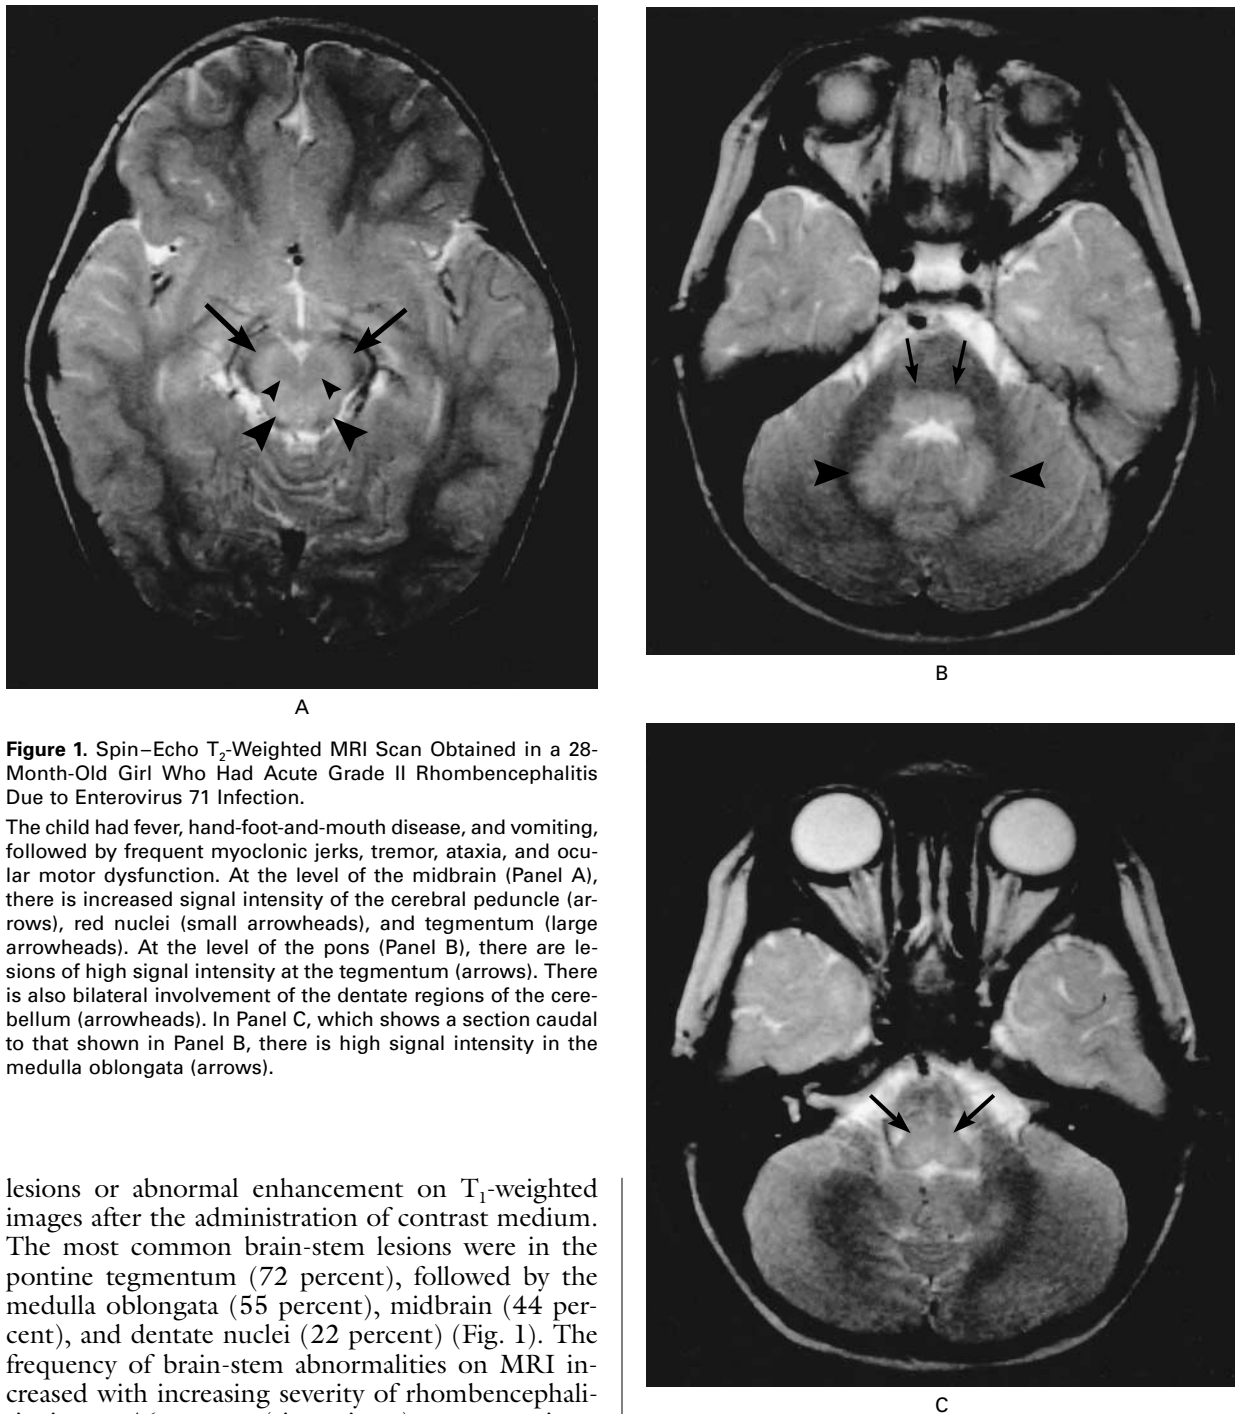 A
B
Figure 1. Spin–Echo T2-Weighted MRI Scan Obtained in a 28-
Month-Old Girl Who Had Acute Grade II Rhombencephalitis
Due to Enterovirus 71 Infection.
The child had fever, hand-foot-and-mouth disease, and vomiting,
followed by frequent myoclonic jerks, tremor, ataxia, and ocu-
lar motor dysfunction. At the level of the midbrain (Panel A),
there is increased signal intensity of the cerebral peduncle (ar-
rows), red nuclei (small arrowheads), and tegmentum (large
arrowheads). At the level of the pons (Panel B), there are le-
sions of high signal intensity at the tegmentum (arrows). There
is also bilateral involvement of the dentate regions of the cere-
bellum (arrowheads). In Panel C, which shows a section caudal
to that shown in Panel B, there is high signal intensity in the
medulla oblongata (arrows).
lesions or abnormal enhancement on T1-weighted
images after the administration of contrast medium.
The most common brain-stem lesions were in the
pontine tegmentum (72 percent), followed by the
medulla oblongata (55 percent), midbrain (44 per-
cent), and dentate nuclei (22 percent) (Fig. 1). The
frequency of brain-stem abnormalities on MRI in-
creased with increasing severity of rhombencephali-
C